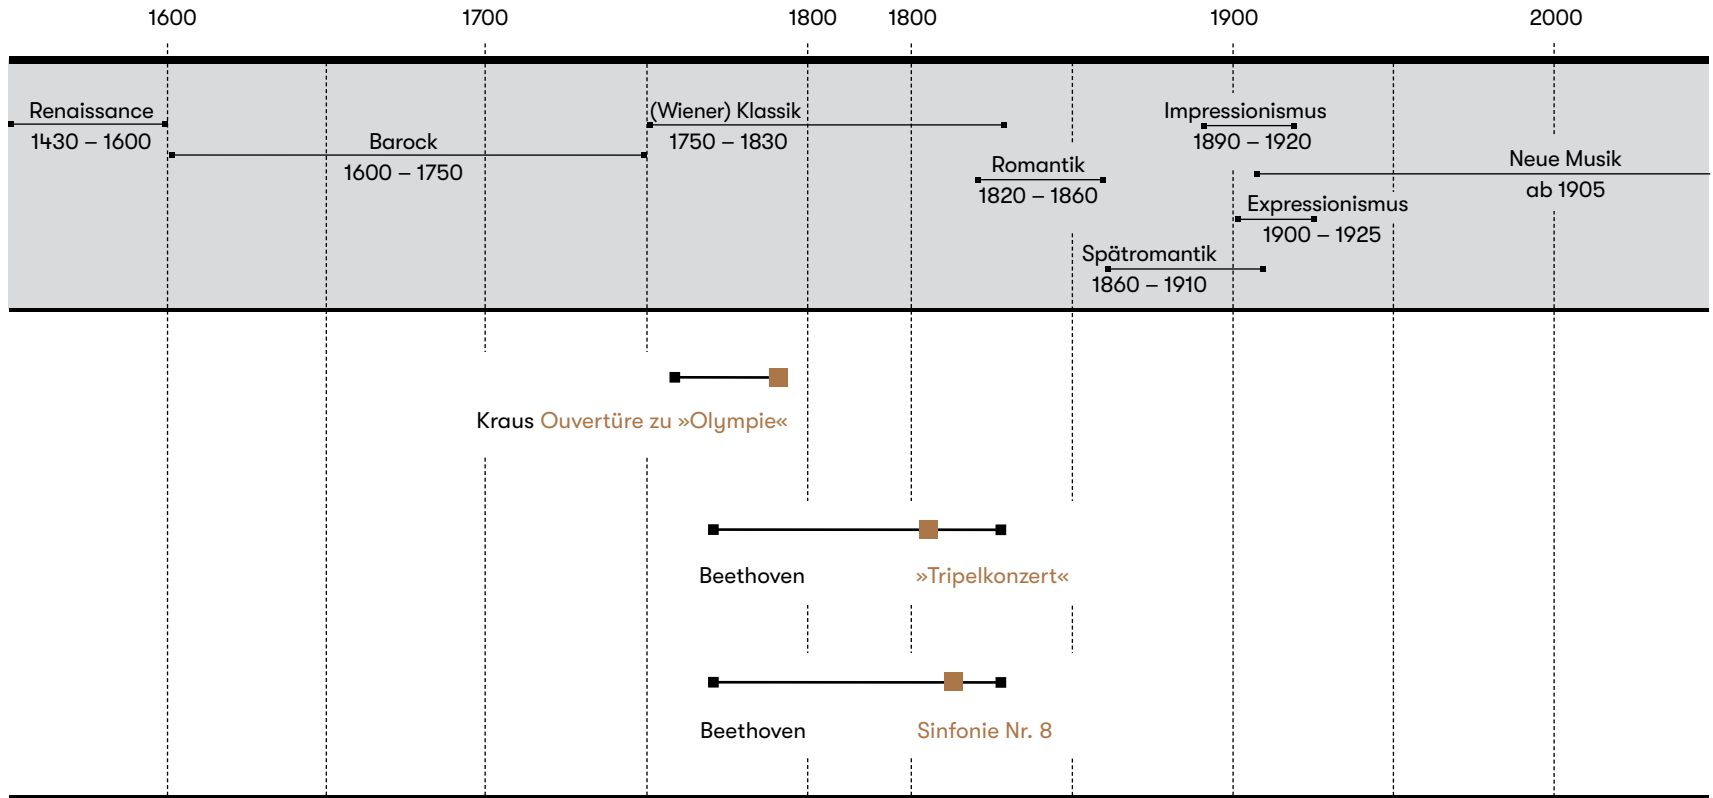 1600 1700 1800 1800 1900 2000
Renaissance
1430 – 1600
Barock
1600 – 1750
(Wiener) Klassik
1750 – 1830
Romantik
1820 – 1860
Spätromantik
1860 – 1910
Impressionismus
1890 – 1920
Expressionismus
1900 – 1925
Neue Musik
ab 1905
Kraus Ouvertüre zu »Olympie«
Beethoven »Tripelkonzert«
Beethoven Sinfonie Nr. 8